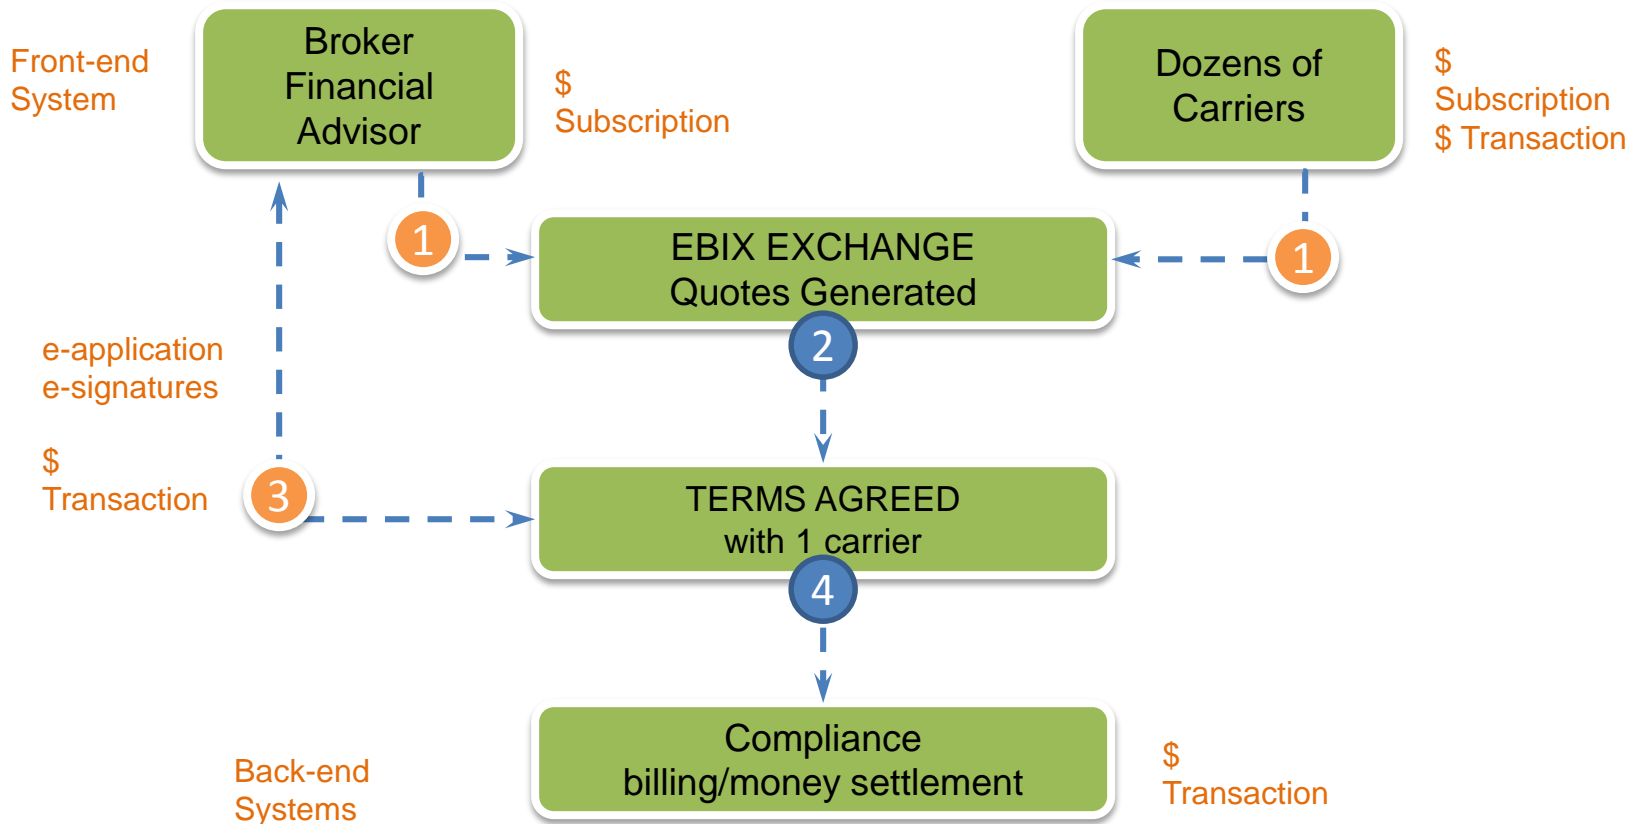 Front-end
System
Broker
Financial
Advisor
$
Subscription
Dozens of
Carriers
$
Subscription
$ Transaction
1
EBIX EXCHANGE
Quotes Generated
1
2
e-application
e-signatures
$
Transaction
3
TERMS AGREED
with 1 carrier
4
Compliance
billing/money settlement
Back-end
Systems
$
Transaction